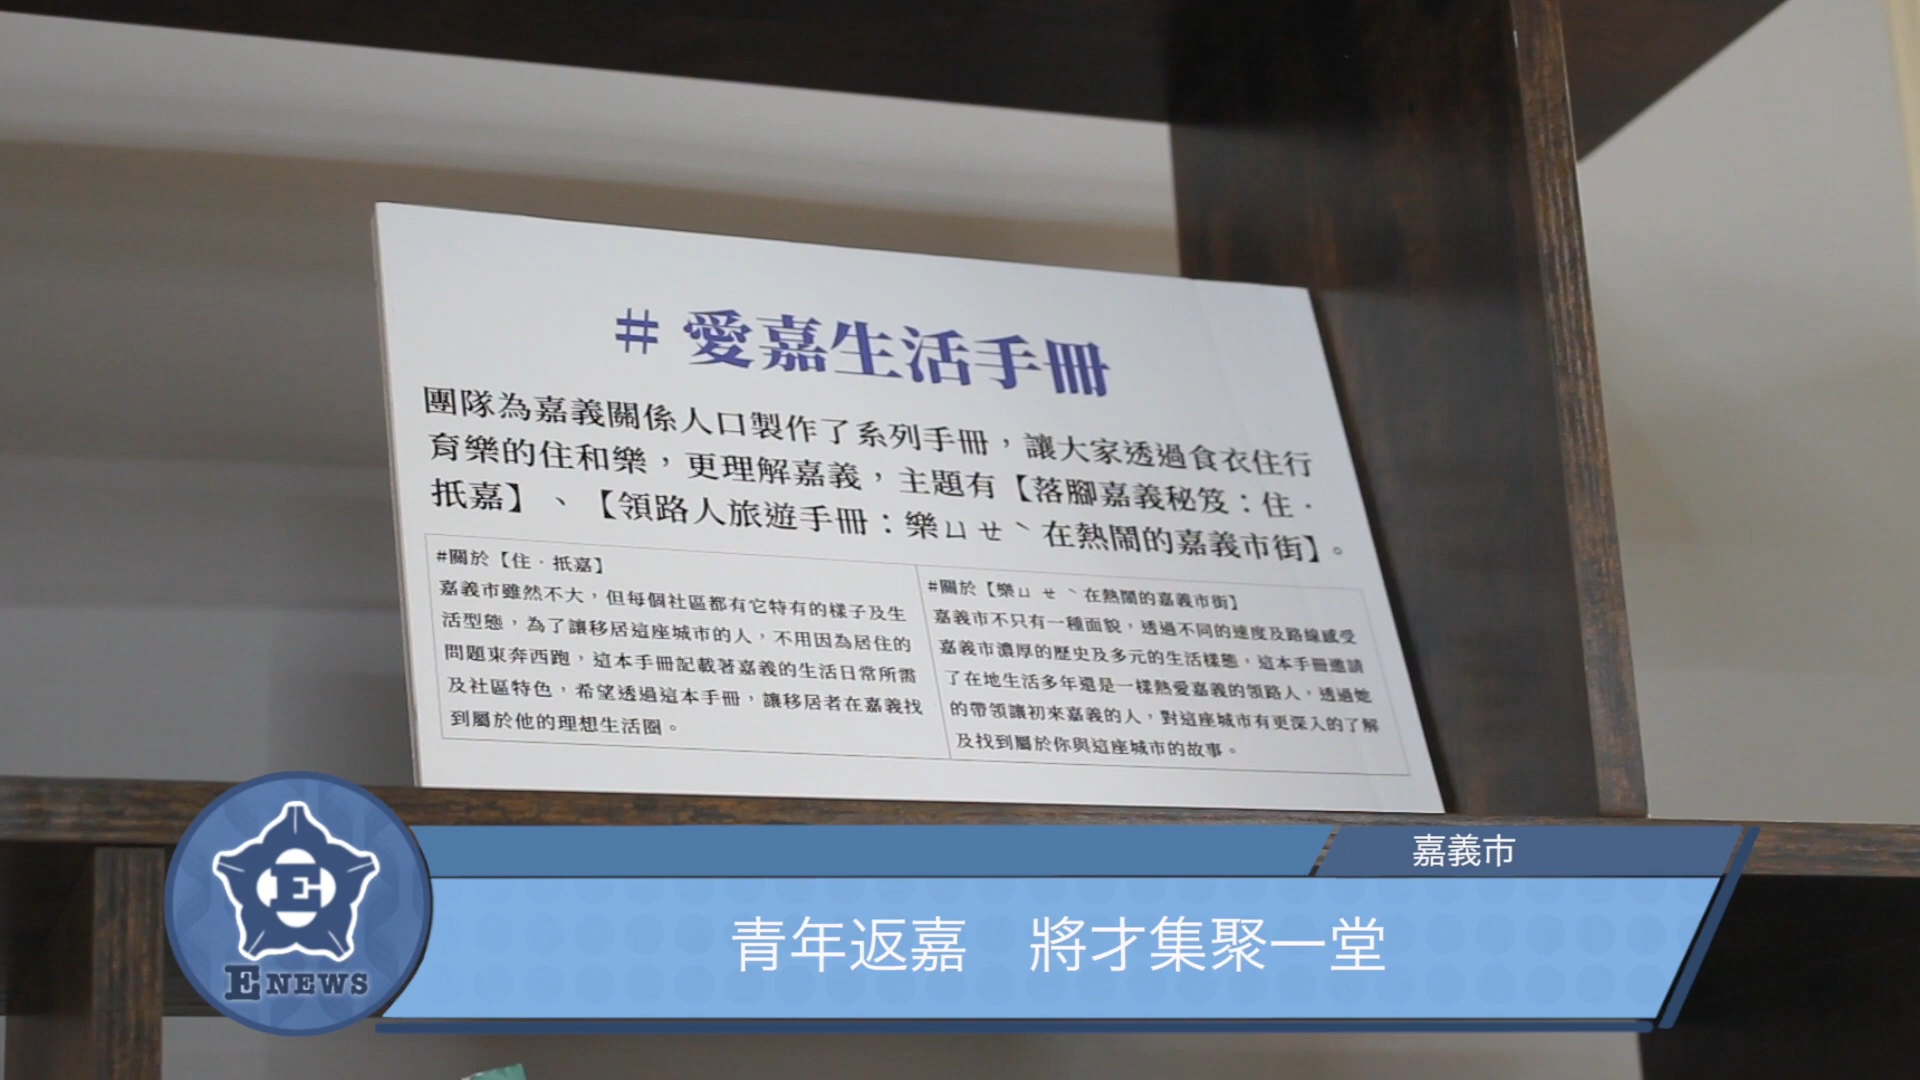 # 愛嘉生活手冊
團隊為嘉義關係人口製作了系列手冊，讓大家透過食衣住行
育樂的住和樂，更理解嘉義，主題有【落腳嘉義秘笈：住．
抵嘉】、【領路人旅遊手冊：樂ㄩㄝˋ在熱鬧的嘉義市街】。
#關於【住．抵嘉】
嘉義市雖然不大，但每個社區都有它特有的樣子及生
活型態，為了讓移居這座城市的人，不用因為居住的
問題東奔西跑，這本手冊記載著嘉義的生活日常所需
及社區特色，希望透過這本手冊，讓移居者在嘉義找
到屬於他的理想生活圈。
#關於【樂ㄩㄝˋ在熱鬧的嘉義市街】
嘉義市不只有一種面貌，透過不同的速度及路線感受
嘉義市濃厚的歷史及多元的生活樣態，這本手冊邀請
了在地生活多年還是一樣熱愛嘉義的領路人，透過她
的帶領讓初來嘉義的人，對這座城市有更深入的了解
及找到屬於你與這座城市的故事。
嘉義市
青年返嘉　將才集聚一堂
E
E NEWS